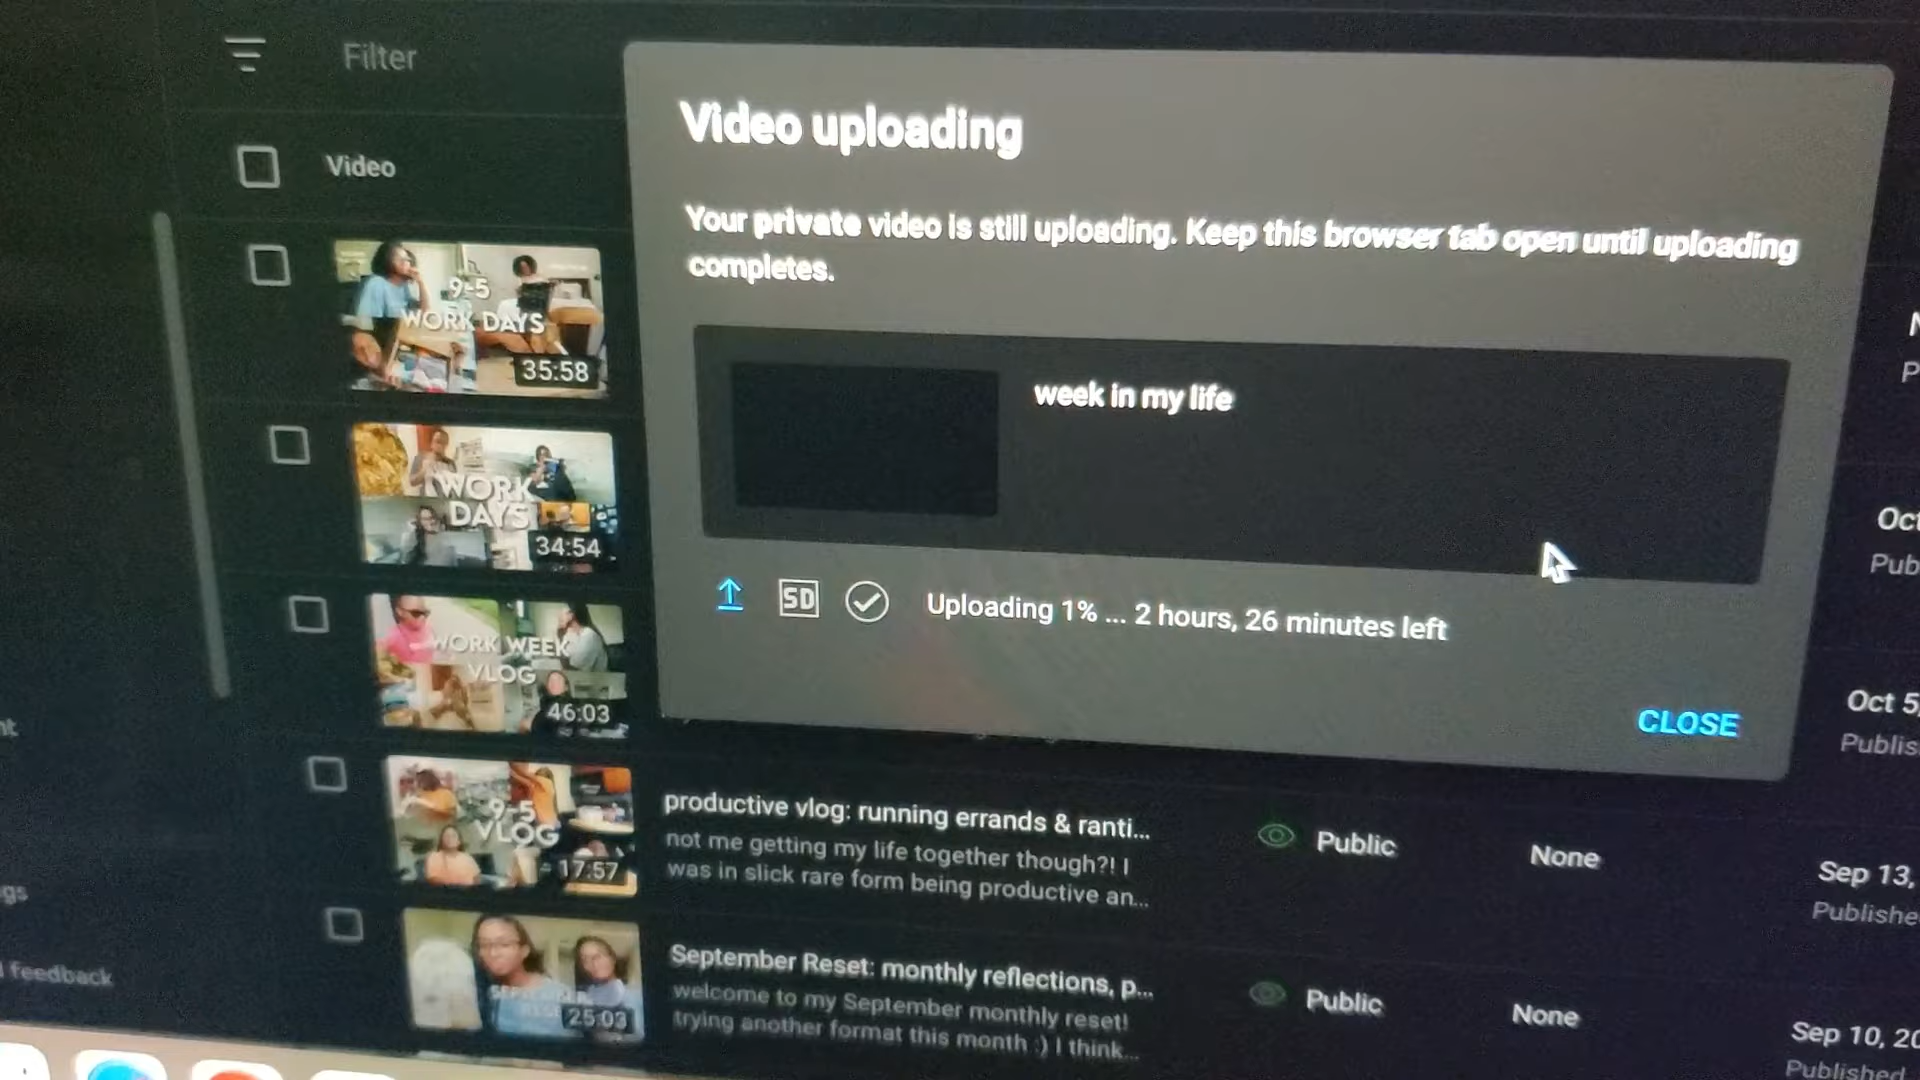 Filter
Video
Video uploading
Your private video is still uploading. Keep this browser tab open until uploading
completes.
week in my life
Uploading 1% ... 2 hours, 26 minutes left
CLOSE
SD
9-5
WORK DAYS
35:58
WORK
DAYS
34:54
Oct
Pub
WORK WEEK
VLOG
46:03
Oct 5,
Publis
9-5
VLOG
17:57
productive vlog: running errands & ranti...
not me getting my life together though?! I
was in slick rare form being productive an...
Public
None
Sep 13,
Publishe
25:03
September Reset: monthly reflections, p...
welcome to my September monthly reset!
trying another format this month :) I think...
Public
None
Sep 10, 20
Published
feedback